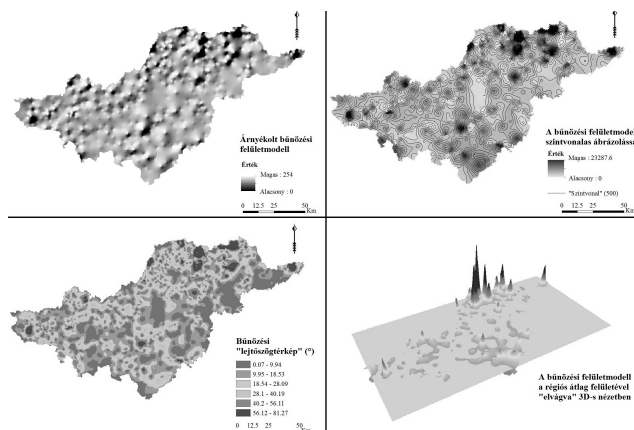 Árnyékolt bűnözési
felületmodell
Érték
Magas : 254
Alacsony : 0
0 12.5 25 50
Km
A bűnözési felületmode
szintvonalas ábrázolássa
Érték
Magas : 23287.6
Alacsony : 0
"Szintvonal" (500)
0 12.5 25 50
Km
Bűnözési
"lejtőszögtérkép" (°)
0.07 - 9.94
9.95 - 18.53
18.54 - 28.09
28.1 - 40.19
40.2 - 56.11
56.12 - 81.27
0 12.5 25 50
Km
A bűnözési felületmodell
a régiós átlag felületével
"elvágva" 3D-s nézetben